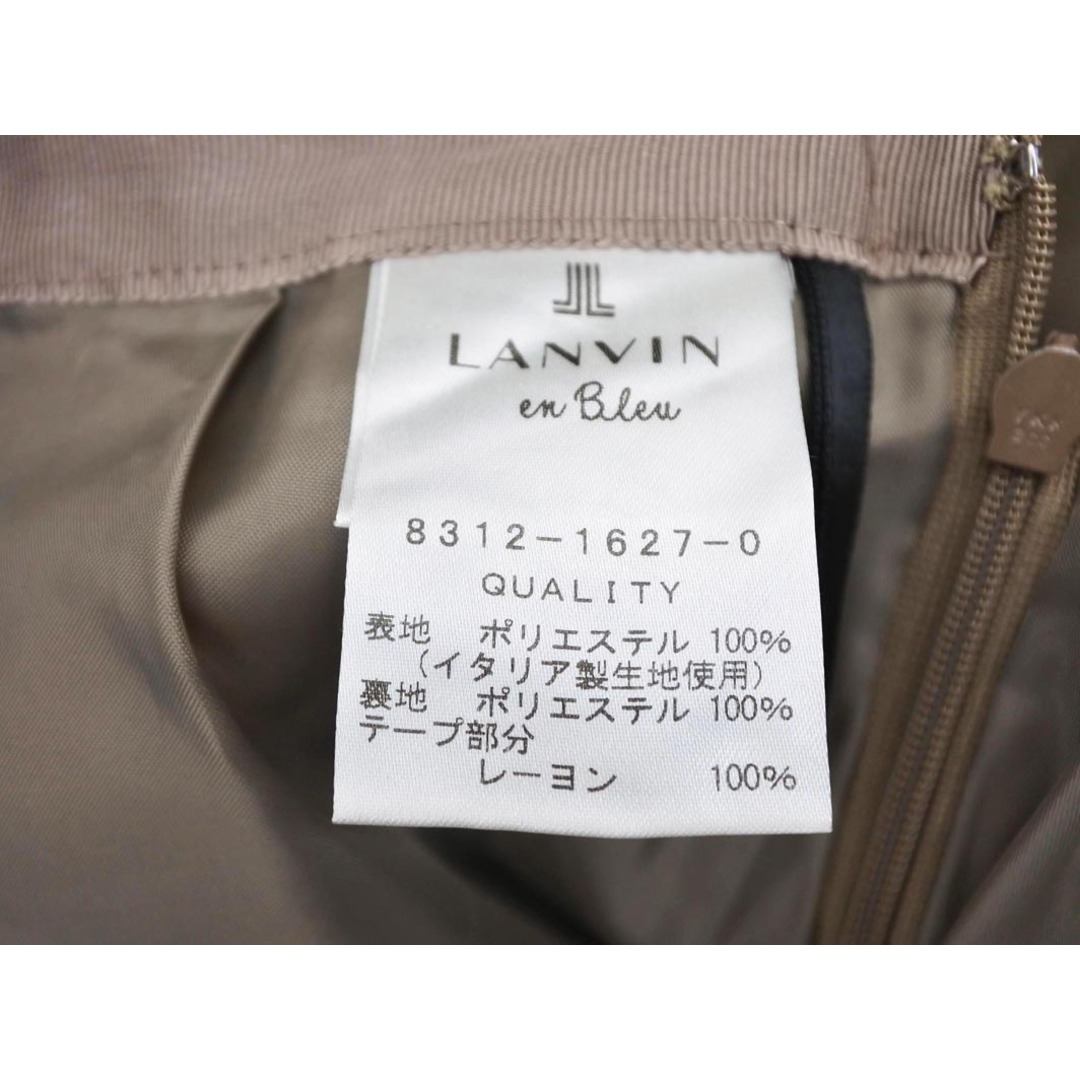 LANVIN
en Bleu
8312-1627-0
QUALITY
表地 ポリエステル 100%
(イタリア製生地使用)
裏地 ポリエステル 100%
テープ部分
レーヨン 100%